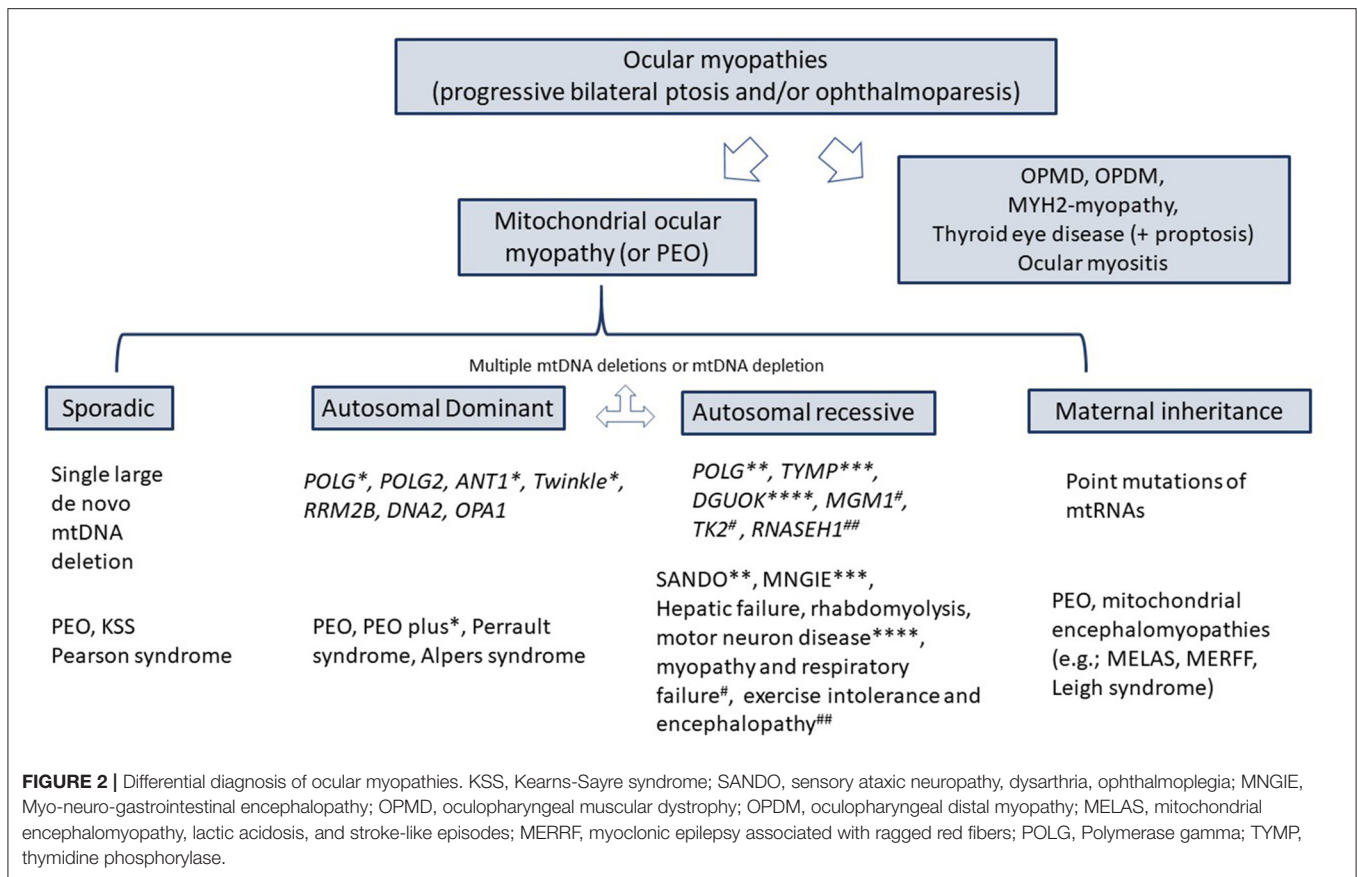 Ocular myopathies
(progressive bilateral ptosis and/or ophthalmoparesis)
OPMD, OPDM,
MYH2-myopathy,
Thyroid eye disease (+ proptosis)
Ocular myositis
Mitochondrial ocular
myopathy (or PEO)
Multiple mtDNA deletions or mtDNA depletion
Sporadic
Autosomal Dominant
Autosomal recessive
Maternal inheritance
Single large
de novo
mtDNA
deletion
POLG*, POLG2, ANT1*, Twinkle*,
RRM2B, DNA2, OPA1
POLG**, TYMP***,
DGUOK****, MGM1#,
TK2#, RNASEH1##
Point mutations of
mtRNAs
PEO, KSS
Pearson syndrome
PEO, PEO plus*, Perrault
syndrome, Alpers syndrome
SANDO**, MNGIE***,
Hepatic failure, rhabdomyolysis,
motor neuron disease****,
myopathy and respiratory
failure#, exercise intolerance and
encephalopathy##
PEO, mitochondrial
encephalomyopathies
(e.g.; MELAS, MERFF,
Leigh syndrome)
FIGURE 2 | Differential diagnosis of ocular myopathies. KSS, Kearns-Sayre syndrome; SANDO, sensory ataxic neuropathy, dysarthria, ophthalmoplegia; MNGIE,
Myo-neuro-gastrointestinal encephalopathy; OPMD, oculopharyngeal muscular dystrophy; OPDM, oculopharyngeal distal myopathy; MELAS, mitochondrial
encephalomyopathy, lactic acidosis, and stroke-like episodes; MERRF, myoclonic epilepsy associated with ragged red fibers; POLG, Polymerase gamma; TYMP,
thymidine phosphorylase.